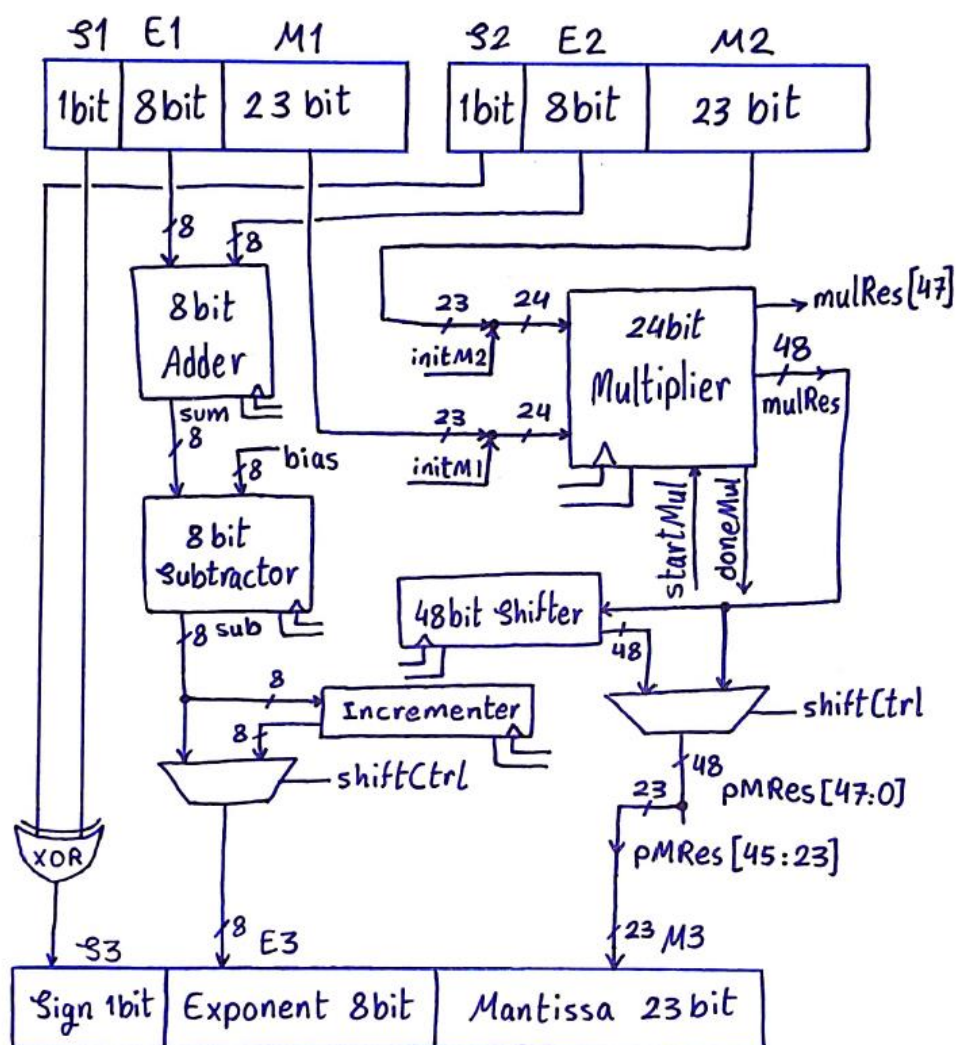 S1 E1 M1 S2 E2 M2
1bit 8bit 23 bit 1bit 8bit 23 bit
8
8
8bit
Adder
sum
8
8
bias
8bit
Subtractor
8
sub
8
Incrementer
8
shiftCtrl
XOR
23
24
initM2
23
24
initM1
24bit
Multiplier
mulRes[47]
48
mulRes
startMul
doneMul
48bit Shifter
48
shiftCtrl
48
pMRes[47:0]
23
pMRes[45:23]
S3
8
E3
23
M3
Sign 1bit Exponent 8bit Mantissa 23bit